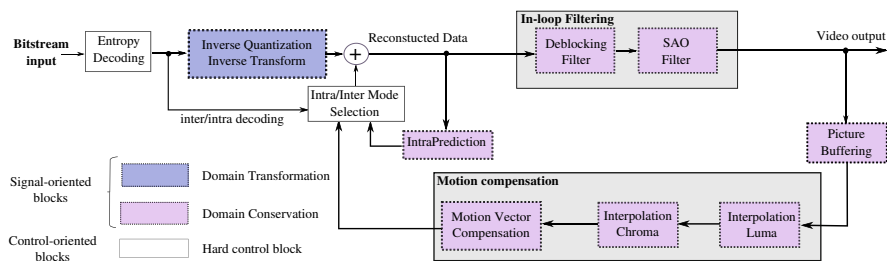 Bitstream
input
Entropy
Decoding
Inverse Quantization
Inverse Transform
+
Reconstucted Data
In-loop Filtering
Deblocking
Filter
SAO
Filter
Video output
inter/intra decoding
Intra/Inter Mode
Selection
IntraPrediction
Picture
Buffering
Motion compensation
Motion Vector
Compensation
Interpolation
Chroma
Interpolation
Luma
Signal-oriented
blocks
Domain Transformation
Domain Conservation
Control-oriented
blocks
Hard control block